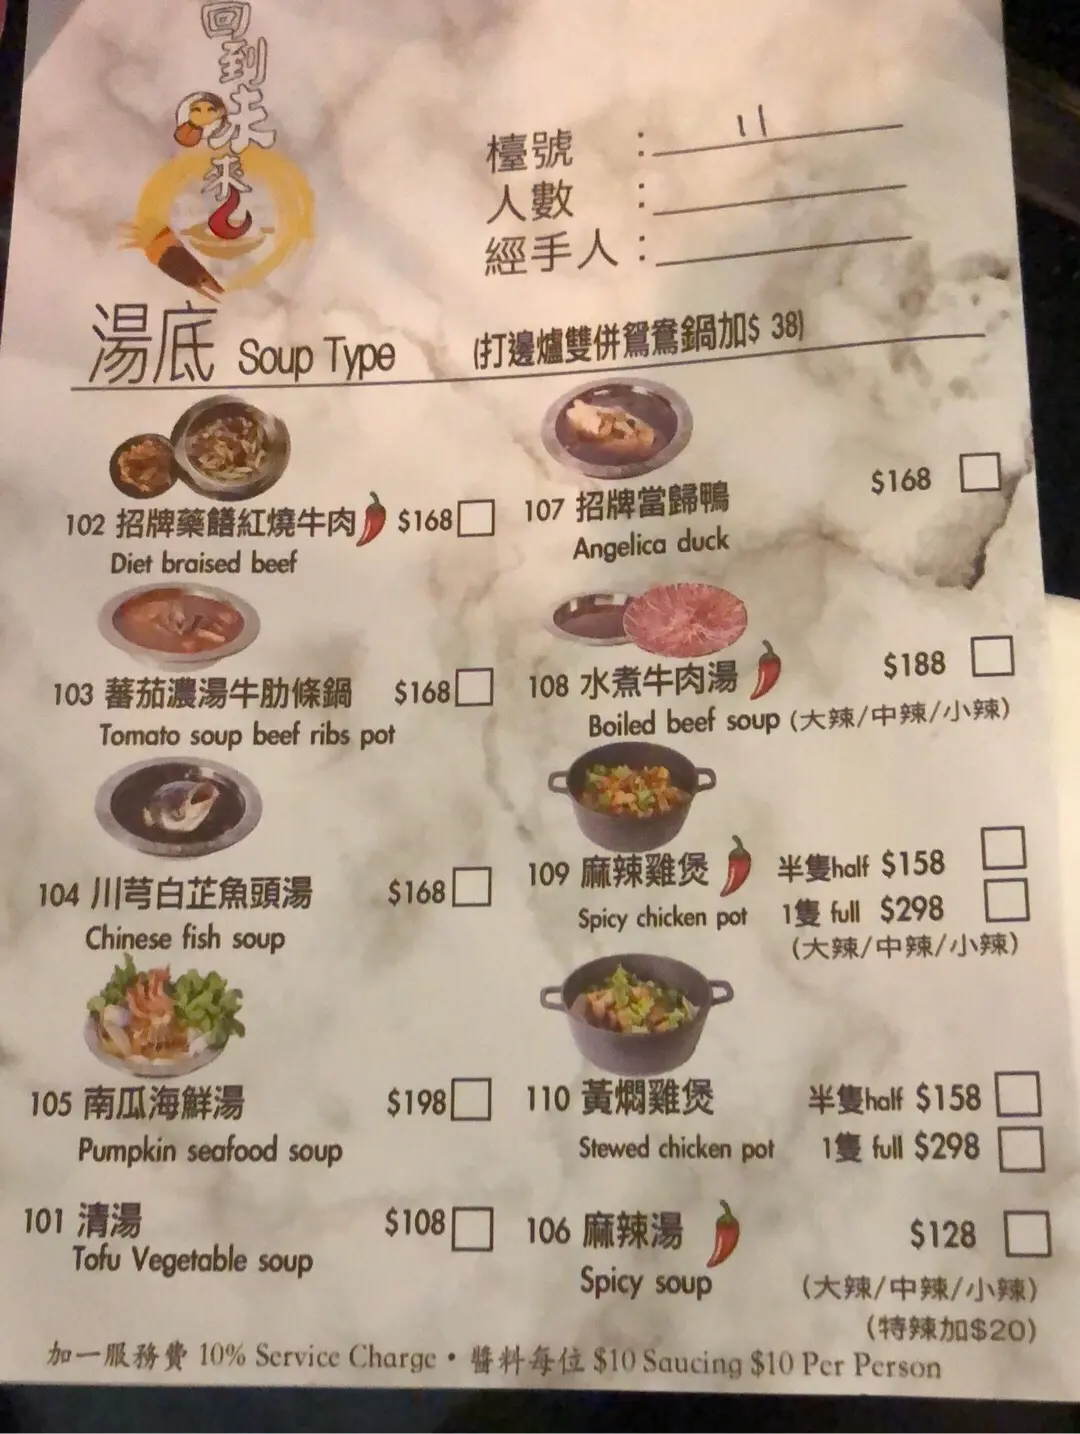 回到味來
檯號 : 11
人數 :
經手人 :
湯底 Soup Type (打邊爐雙併鴛鴦鍋加$ 38)
102 招牌藥饍紅燒牛肉 $168
Diet braised beef
107 招牌當歸鴨 $168
Angelica duck
103 蕃茄濃湯牛肋條鍋 $168
Tomato soup beef ribs pot
108 水煮牛肉湯 $188
Boiled beef soup (大辣/中辣/小辣)
104 川芎白芷魚頭湯 $168
Chinese fish soup
109 麻辣雞煲 半隻half $158
Spicy chicken pot 1隻 full $298
(大辣/中辣/小辣)
105 南瓜海鮮湯 $198
Pumpkin seafood soup
110 黃燜雞煲 半隻half $158
Stewed chicken pot 1隻 full $298
101 清湯 $108
Tofu Vegetable soup
106 麻辣湯 $128
Spicy soup (大辣/中辣/小辣)
(特辣加$20)
加一服務費 10% Service Charge • 醬料每位 $10 Saucing $10 Per Person